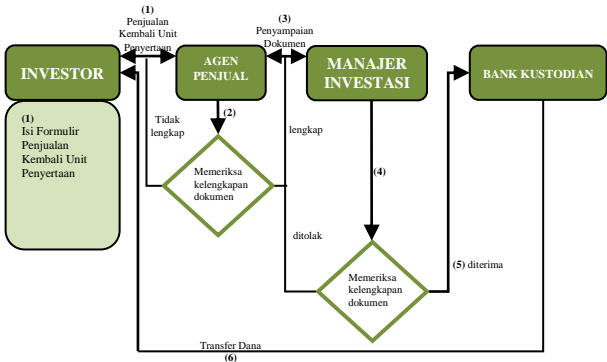 (1)
Penjualan
Kembali Unit
Penyertaan
(3)
Penyampaian
Dokumen
INVESTOR
AGEN
PENJUAL
MANAJER
INVESTASI
BANK KUSTODIAN
(1)
Isi Formulir
Penjualan
Kembali Unit
Penyertaan
Tidak
lengkap
(2)
lengkap
Memeriksa
kelengkapan
dokumen
(4)
ditolak
Memeriksa
kelengkapan
dokumen
(5) diterima
Transfer Dana
(6)